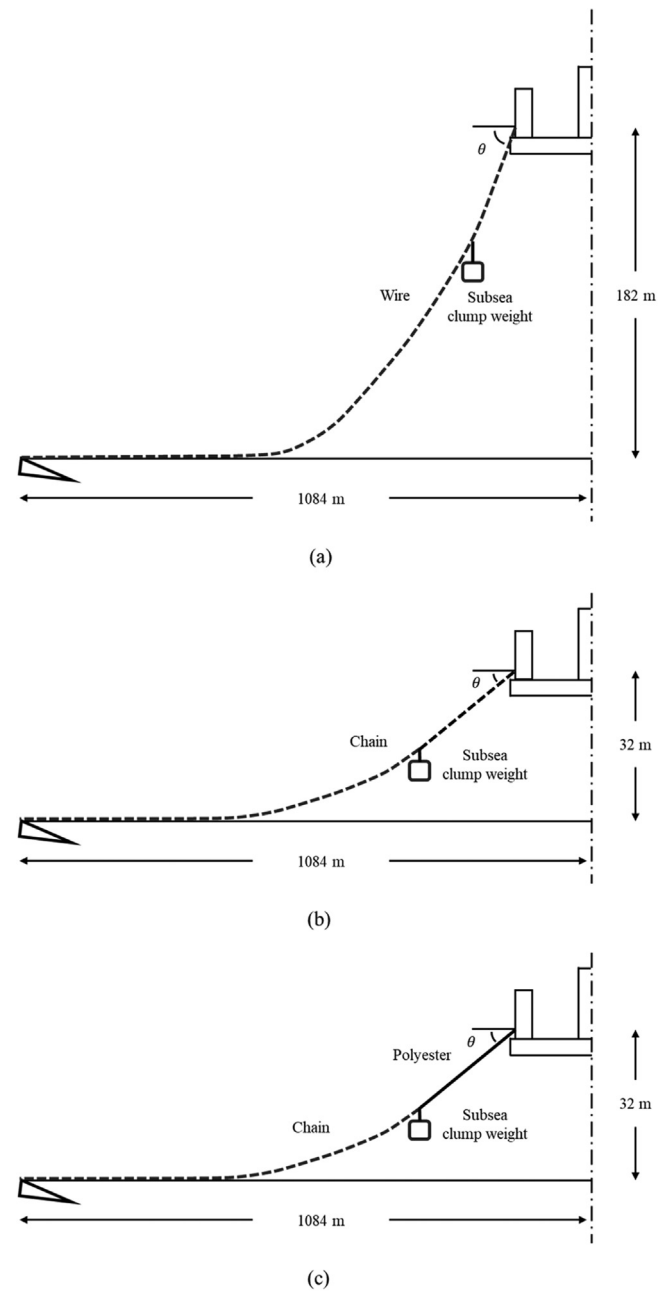 θ
Wire
Subsea
clump weight
182 m
1084 m
(a)
θ
Chain
Subsea
clump weight
32 m
1084 m
(b)
θ
Polyester
Chain
Subsea
clump weight
32 m
1084 m
(c)